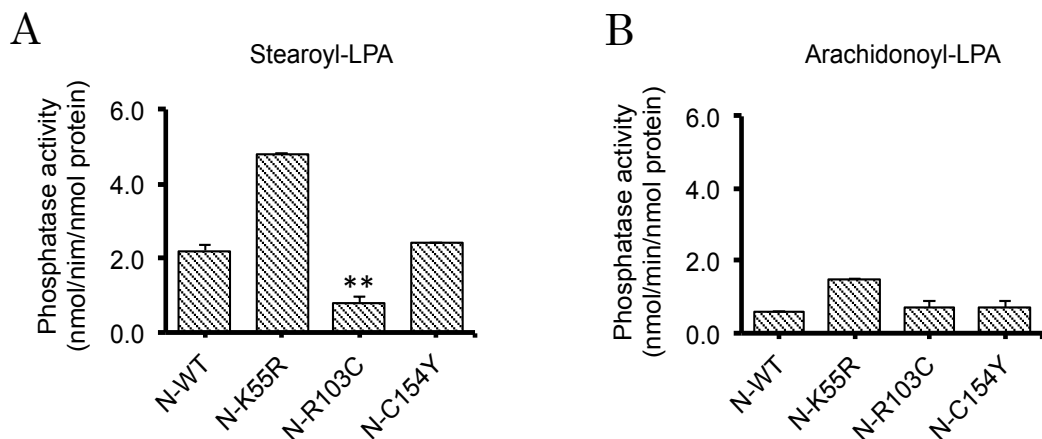 A
Stearoyl-LPA
Phosphatase activity
(nmol/nim/nmol protein)
6.0
4.0
2.0
0.0
**
N-WT
N-K55R
N-R103C
N-C154Y
B
Arachidonoyl-LPA
Phosphatase activity
(nmol/min/nmol protein)
6.0
4.0
2.0
0.0
N-WT
N-K55R
N-R103C
N-C154Y